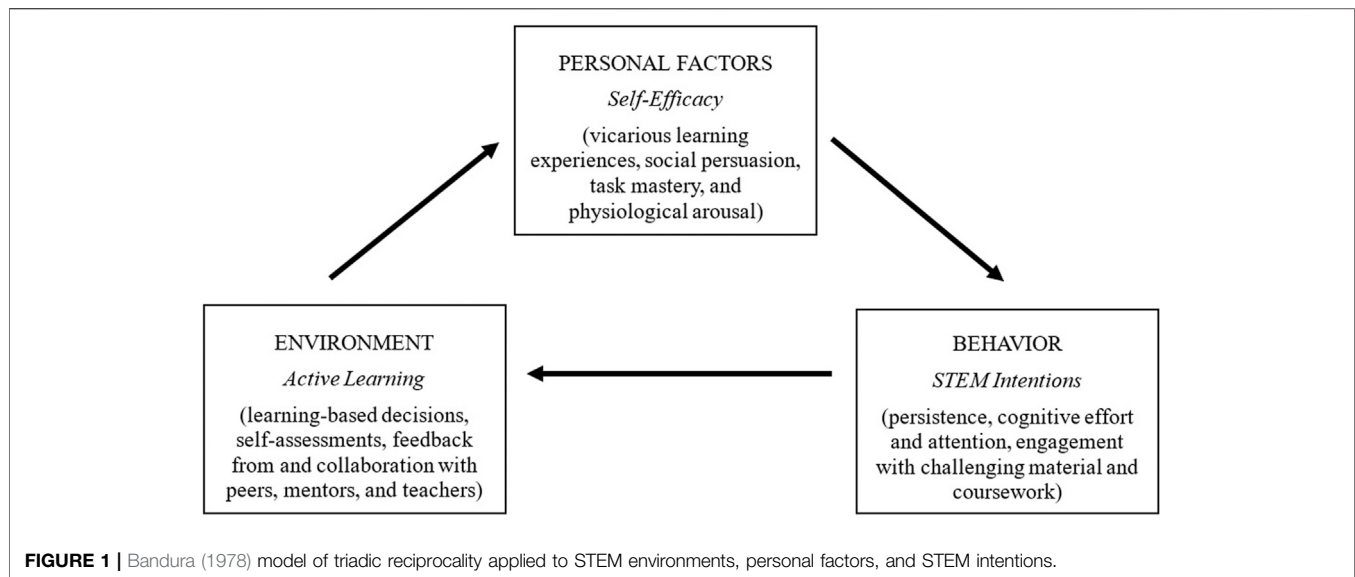 PERSONAL FACTORS
Self-Efficacy
(vicarious learning
experiences, social persuasion,
task mastery, and
physiological arousal)
ENVIRONMENT
Active Learning
(learning-based decisions,
self-assessments, feedback
from and collaboration with
peers, mentors, and teachers)
BEHAVIOR
STEM Intentions
(persistence, cognitive effort
and attention, engagement
with challenging material and
coursework)
FIGURE 1 | Bandura (1978) model of triadic reciprocality applied to STEM environments, personal factors, and STEM intentions.